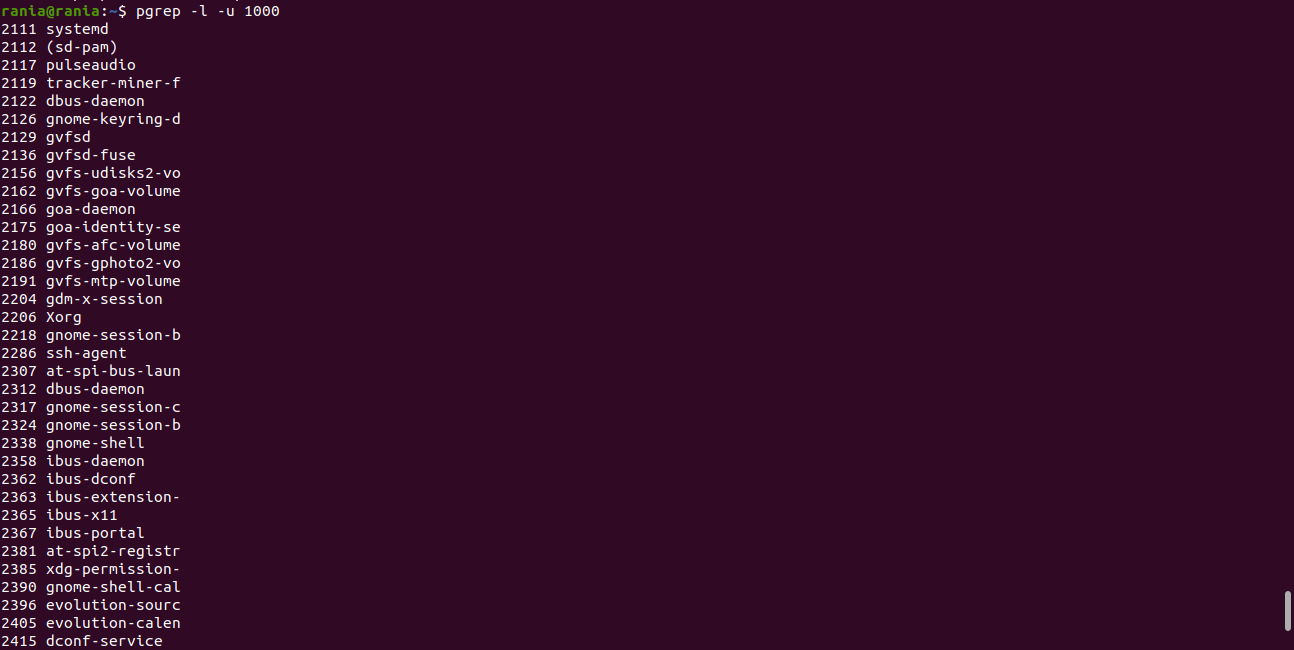 rania@rania:~$ pgrep -l -u 1000
2111 systemd
2112 (sd-pam)
2117 pulseaudio
2119 tracker-miner-f
2122 dbus-daemon
2126 gnome-keyring-d
2129 gvfsd
2136 gvfsd-fuse
2156 gvfs-udisks2-vo
2162 gvfs-goa-volume
2166 goa-daemon
2175 goa-identity-se
2180 gvfs-afc-volume
2186 gvfs-gphoto2-vo
2191 gvfs-mtp-volume
2204 gdm-x-session
2206 Xorg
2218 gnome-session-b
2286 ssh-agent
2307 at-spi-bus-laun
2312 dbus-daemon
2317 gnome-session-c
2324 gnome-session-b
2338 gnome-shell
2358 ibus-daemon
2362 ibus-dconf
2363 ibus-extension-
2365 ibus-x11
2367 ibus-portal
2381 at-spi2-registr
2385 xdg-permission-
2390 gnome-shell-cal
2396 evolution-sourc
2405 evolution-calen
2415 dconf-service